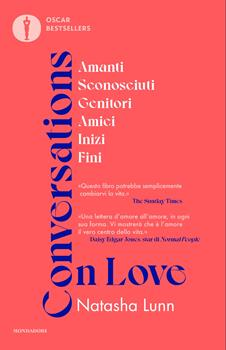 OSCAR
BESTSELLERS
Conversations
Amanti
Sconosciuti
Genitori
Amici
Inizi
Fini
«Questo libro potrebbe semplicemente
cambiarvi la vita.»
The Sunday Times
«Una lettera d'amore all'amore, in ogni
sua forma. Vi mostrerà che è l'amore
il vero centro della vita.»
Daisy Edgar-Jones, star di Normal People
On Love
Natasha Lunn
MONDADORI